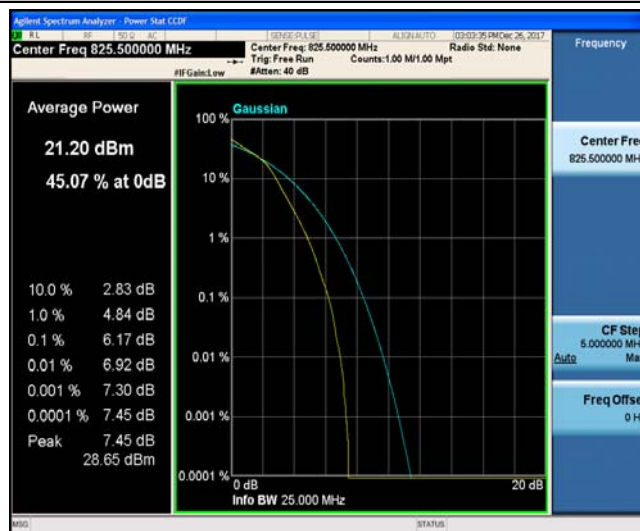 Agilent Spectrum Analyzer - Power Stat CCDF
RL RF 50 Ω AC SENSE:PULSE ALIGN AUTO 03:03:35 PM Dec 26, 2017
Center Freq 825.500000 MHz
Center Freq: 825.500000 MHz Radio Std: None
Trig: Free Run Counts:1.00 M/1.00 Mpt
#IFGain:Low #Atten: 40 dB
Frequency
Average Power
21.20 dBm
45.07 % at 0dB
10.0 % 2.83 dB
1.0 % 4.84 dB
0.1 % 6.17 dB
0.01 % 6.92 dB
0.001 % 7.30 dB
0.0001 % 7.45 dB
Peak 7.45 dB
28.65 dBm
Gaussian
100 %
10 %
1 %
0.1 %
0.01 %
0.001 %
0.0001 %
0 dB 20 dB
Info BW 25.000 MHz
Center Fre
825.500000 MH
CF Step
5.000000 MH
Auto Ma
Freq Offse
0 H
MSG STATUS